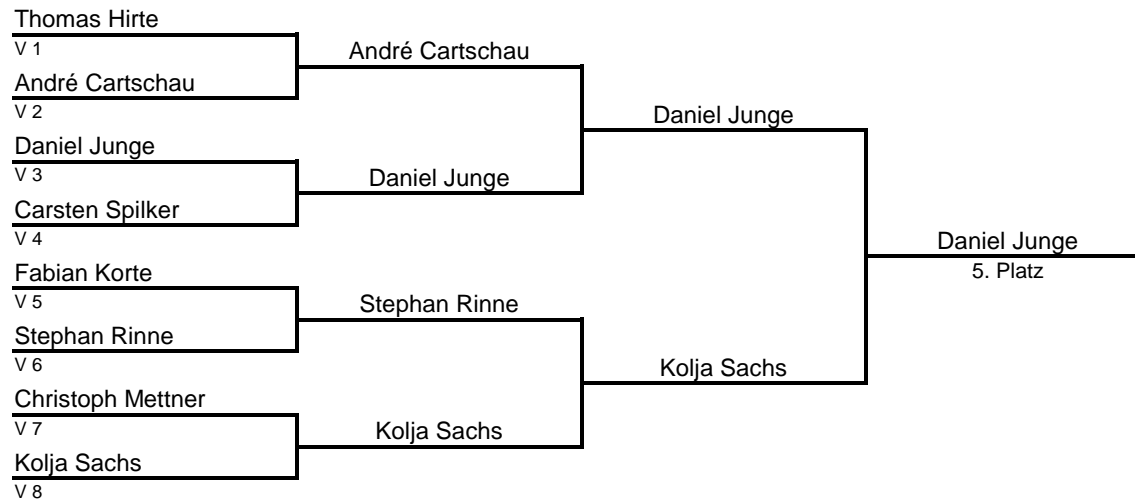 Thomas Hirte
V 1
André Cartschau
André Cartschau
V 2
Daniel Junge
Daniel Junge
V 3
Daniel Junge
Carsten Spilker
V 4
Daniel Junge
5. Platz
Fabian Korte
V 5
Stephan Rinne
Stephan Rinne
V 6
Kolja Sachs
Christoph Mettner
V 7
Kolja Sachs
Kolja Sachs
V 8